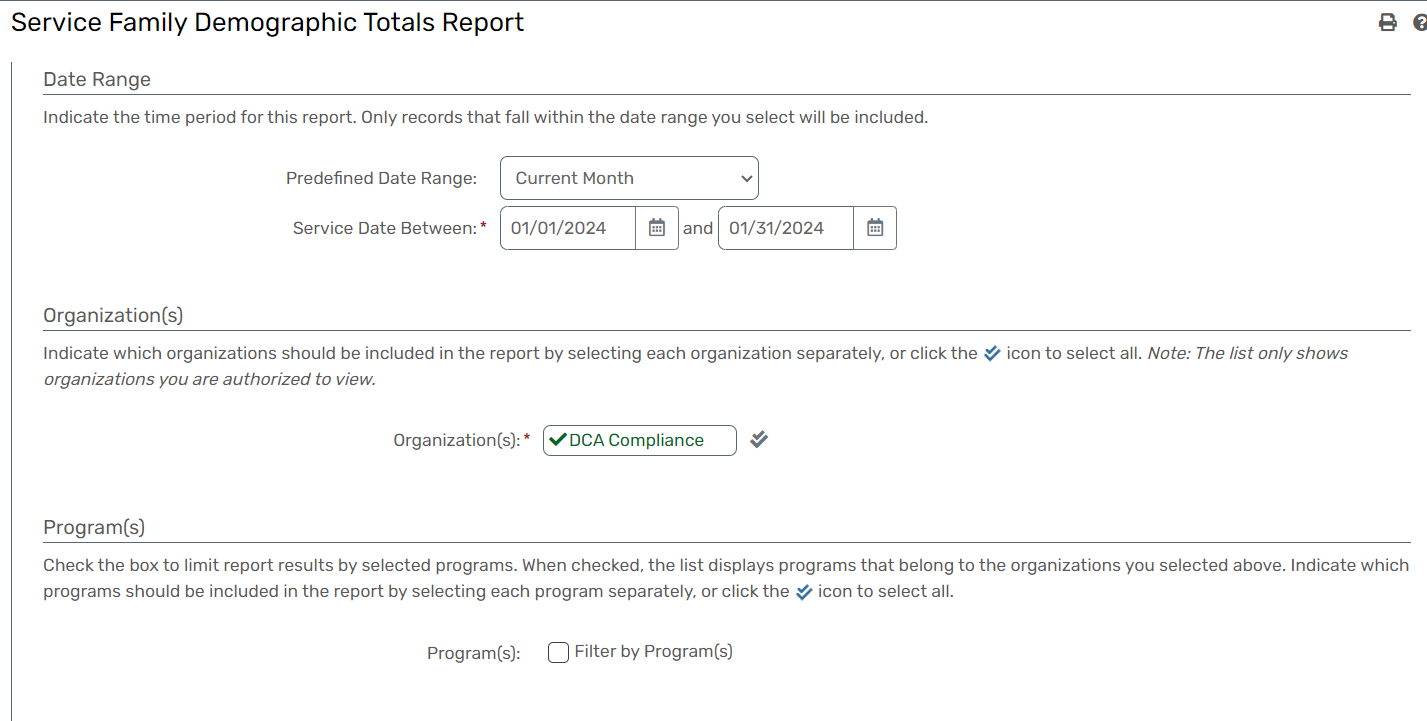 Service Family Demographic Totals Report
Date Range
Indicate the time period for this report. Only records that fall within the date range you select will be included.
Predefined Date Range: Current Month
Service Date Between:* 01/01/2024 and 01/31/2024
Organization(s)
Indicate which organizations should be included in the report by selecting each organization separately, or click the icon to select all. Note: The list only shows
organizations you are authorized to view.
Organization(s):* DCA Compliance
Program(s)
Check the box to limit report results by selected programs. When checked, the list displays programs that belong to the organizations you selected above. Indicate which
programs should be included in the report by selecting each program separately, or click the icon to select all.
Program(s): Filter by Program(s)